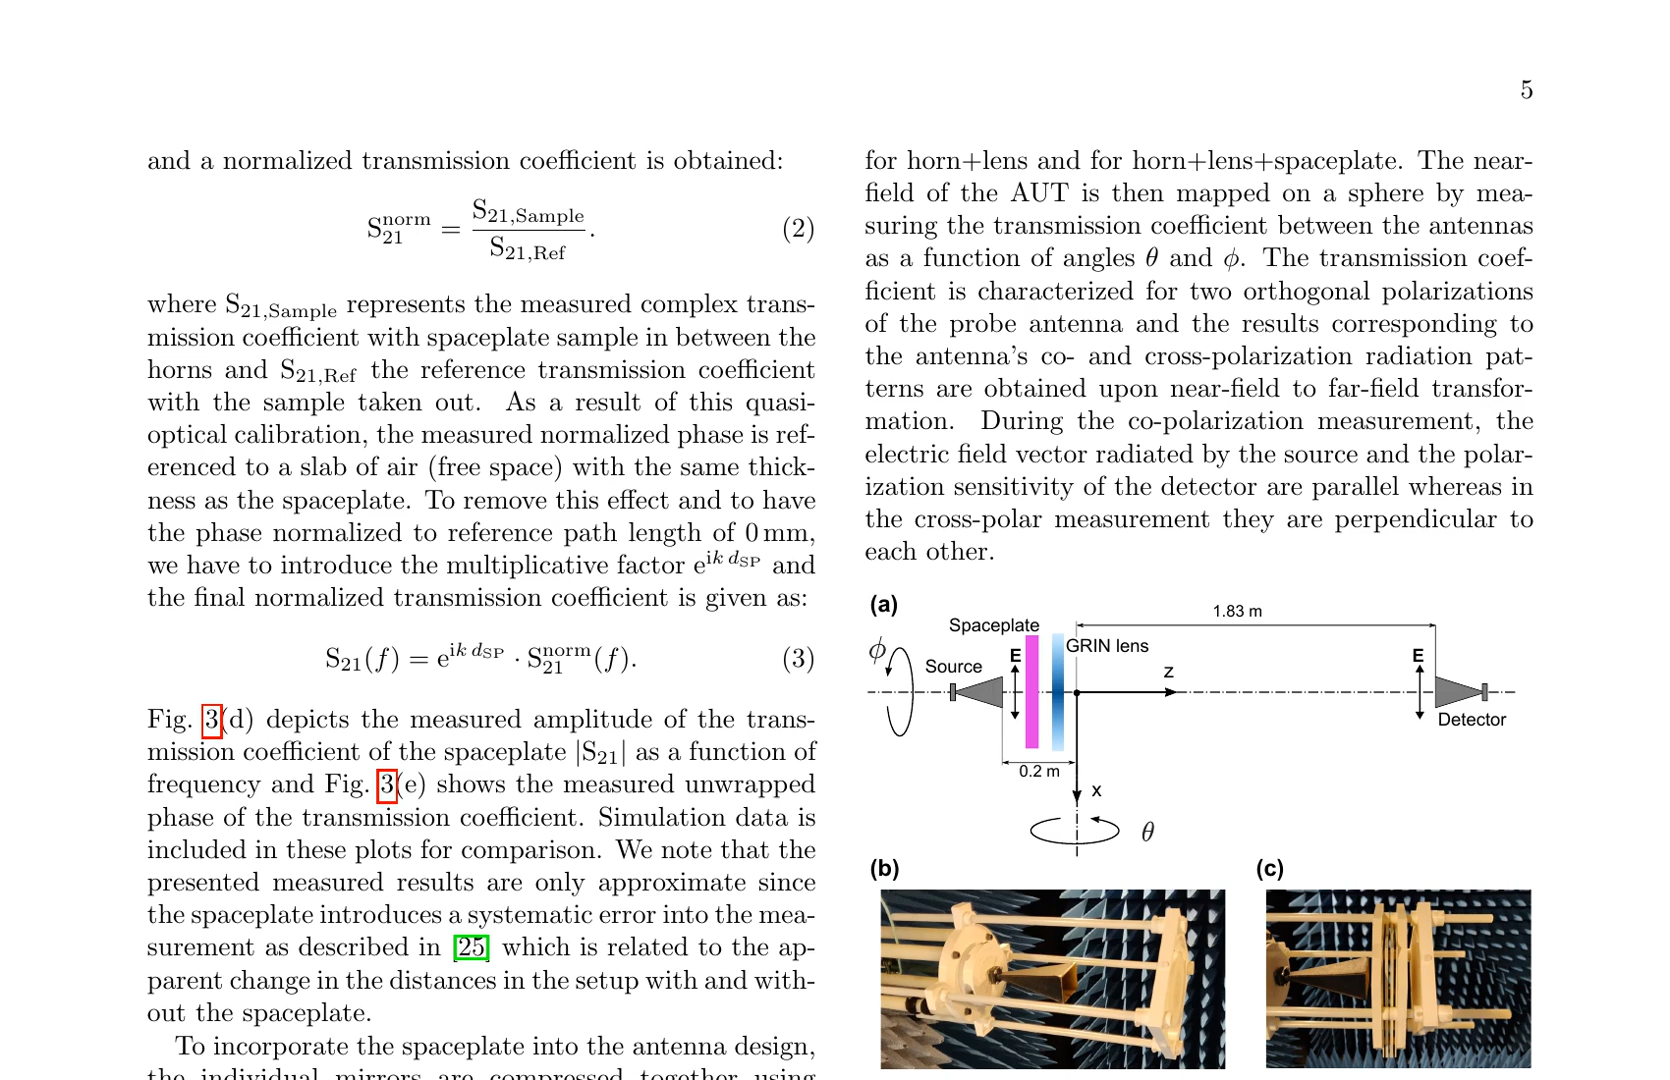 5
and a normalized transmission coefficient is obtained:
S₂₁ⁿᵒʳᵐ = S₂₁,Sample / S₂₁,Ref . (2)
where S₂₁,Sample represents the measured complex trans-
mission coefficient with spaceplate sample in between the
horns and S₂₁,Ref the reference transmission coefficient
with the sample taken out. As a result of this quasi-
optical calibration, the measured normalized phase is ref-
erenced to a slab of air (free space) with the same thick-
ness as the spaceplate. To remove this effect and to have
the phase normalized to reference path length of 0 mm,
we have to introduce the multiplicative factor e^{ik d_SP} and
the final normalized transmission coefficient is given as:
S₂₁(f) = e^{ik d_SP} · S₂₁ⁿᵒʳᵐ(f). (3)
Fig. 3(d) depicts the measured amplitude of the trans-
mission coefficient of the spaceplate |S₂₁| as a function of
frequency and Fig. 3(e) shows the measured unwrapped
phase of the transmission coefficient. Simulation data is
included in these plots for comparison. We note that the
presented measured results are only approximate since
the spaceplate introduces a systematic error into the mea-
surement as described in [25] which is related to the ap-
parent change in the distances in the setup with and with-
out the spaceplate.
To incorporate the spaceplate into the antenna design,
the individual mirrors are compressed together using
for horn+lens and for horn+lens+spaceplate. The near-
field of the AUT is then mapped on a sphere by mea-
suring the transmission coefficient between the antennas
as a function of angles θ and ϕ. The transmission coef-
ficient is characterized for two orthogonal polarizations
of the probe antenna and the results corresponding to
the antenna's co- and cross-polarization radiation pat-
terns are obtained upon near-field to far-field transfor-
mation. During the co-polarization measurement, the
electric field vector radiated by the source and the polar-
ization sensitivity of the detector are parallel whereas in
the cross-polar measurement they are perpendicular to
each other.
(a)
1.83 m
Spaceplate
GRIN lens
ϕ
Source
E
E
z
Detector
0.2 m
x
θ
(b)
(c)